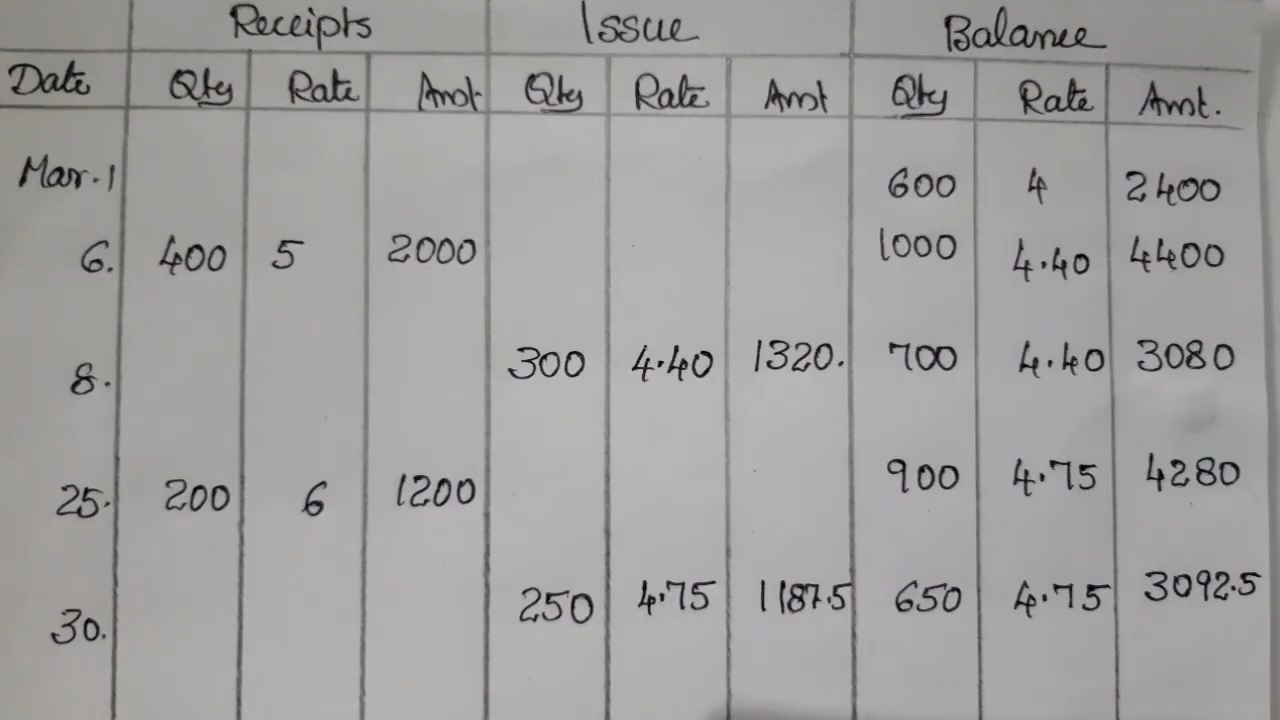 Receipts Issue Balance
Date Qty Rate Amt Qty Rate Amt Qty Rate Amt.
Mar. 1 600 4 2400
6. 400 5 2000 1000 4.40 4400
8. 300 4.40 1320. 700 4.40 3080
25. 200 6 1200 900 4.75 4280
30. 250 4.75 1187.5 650 4.75 3092.5